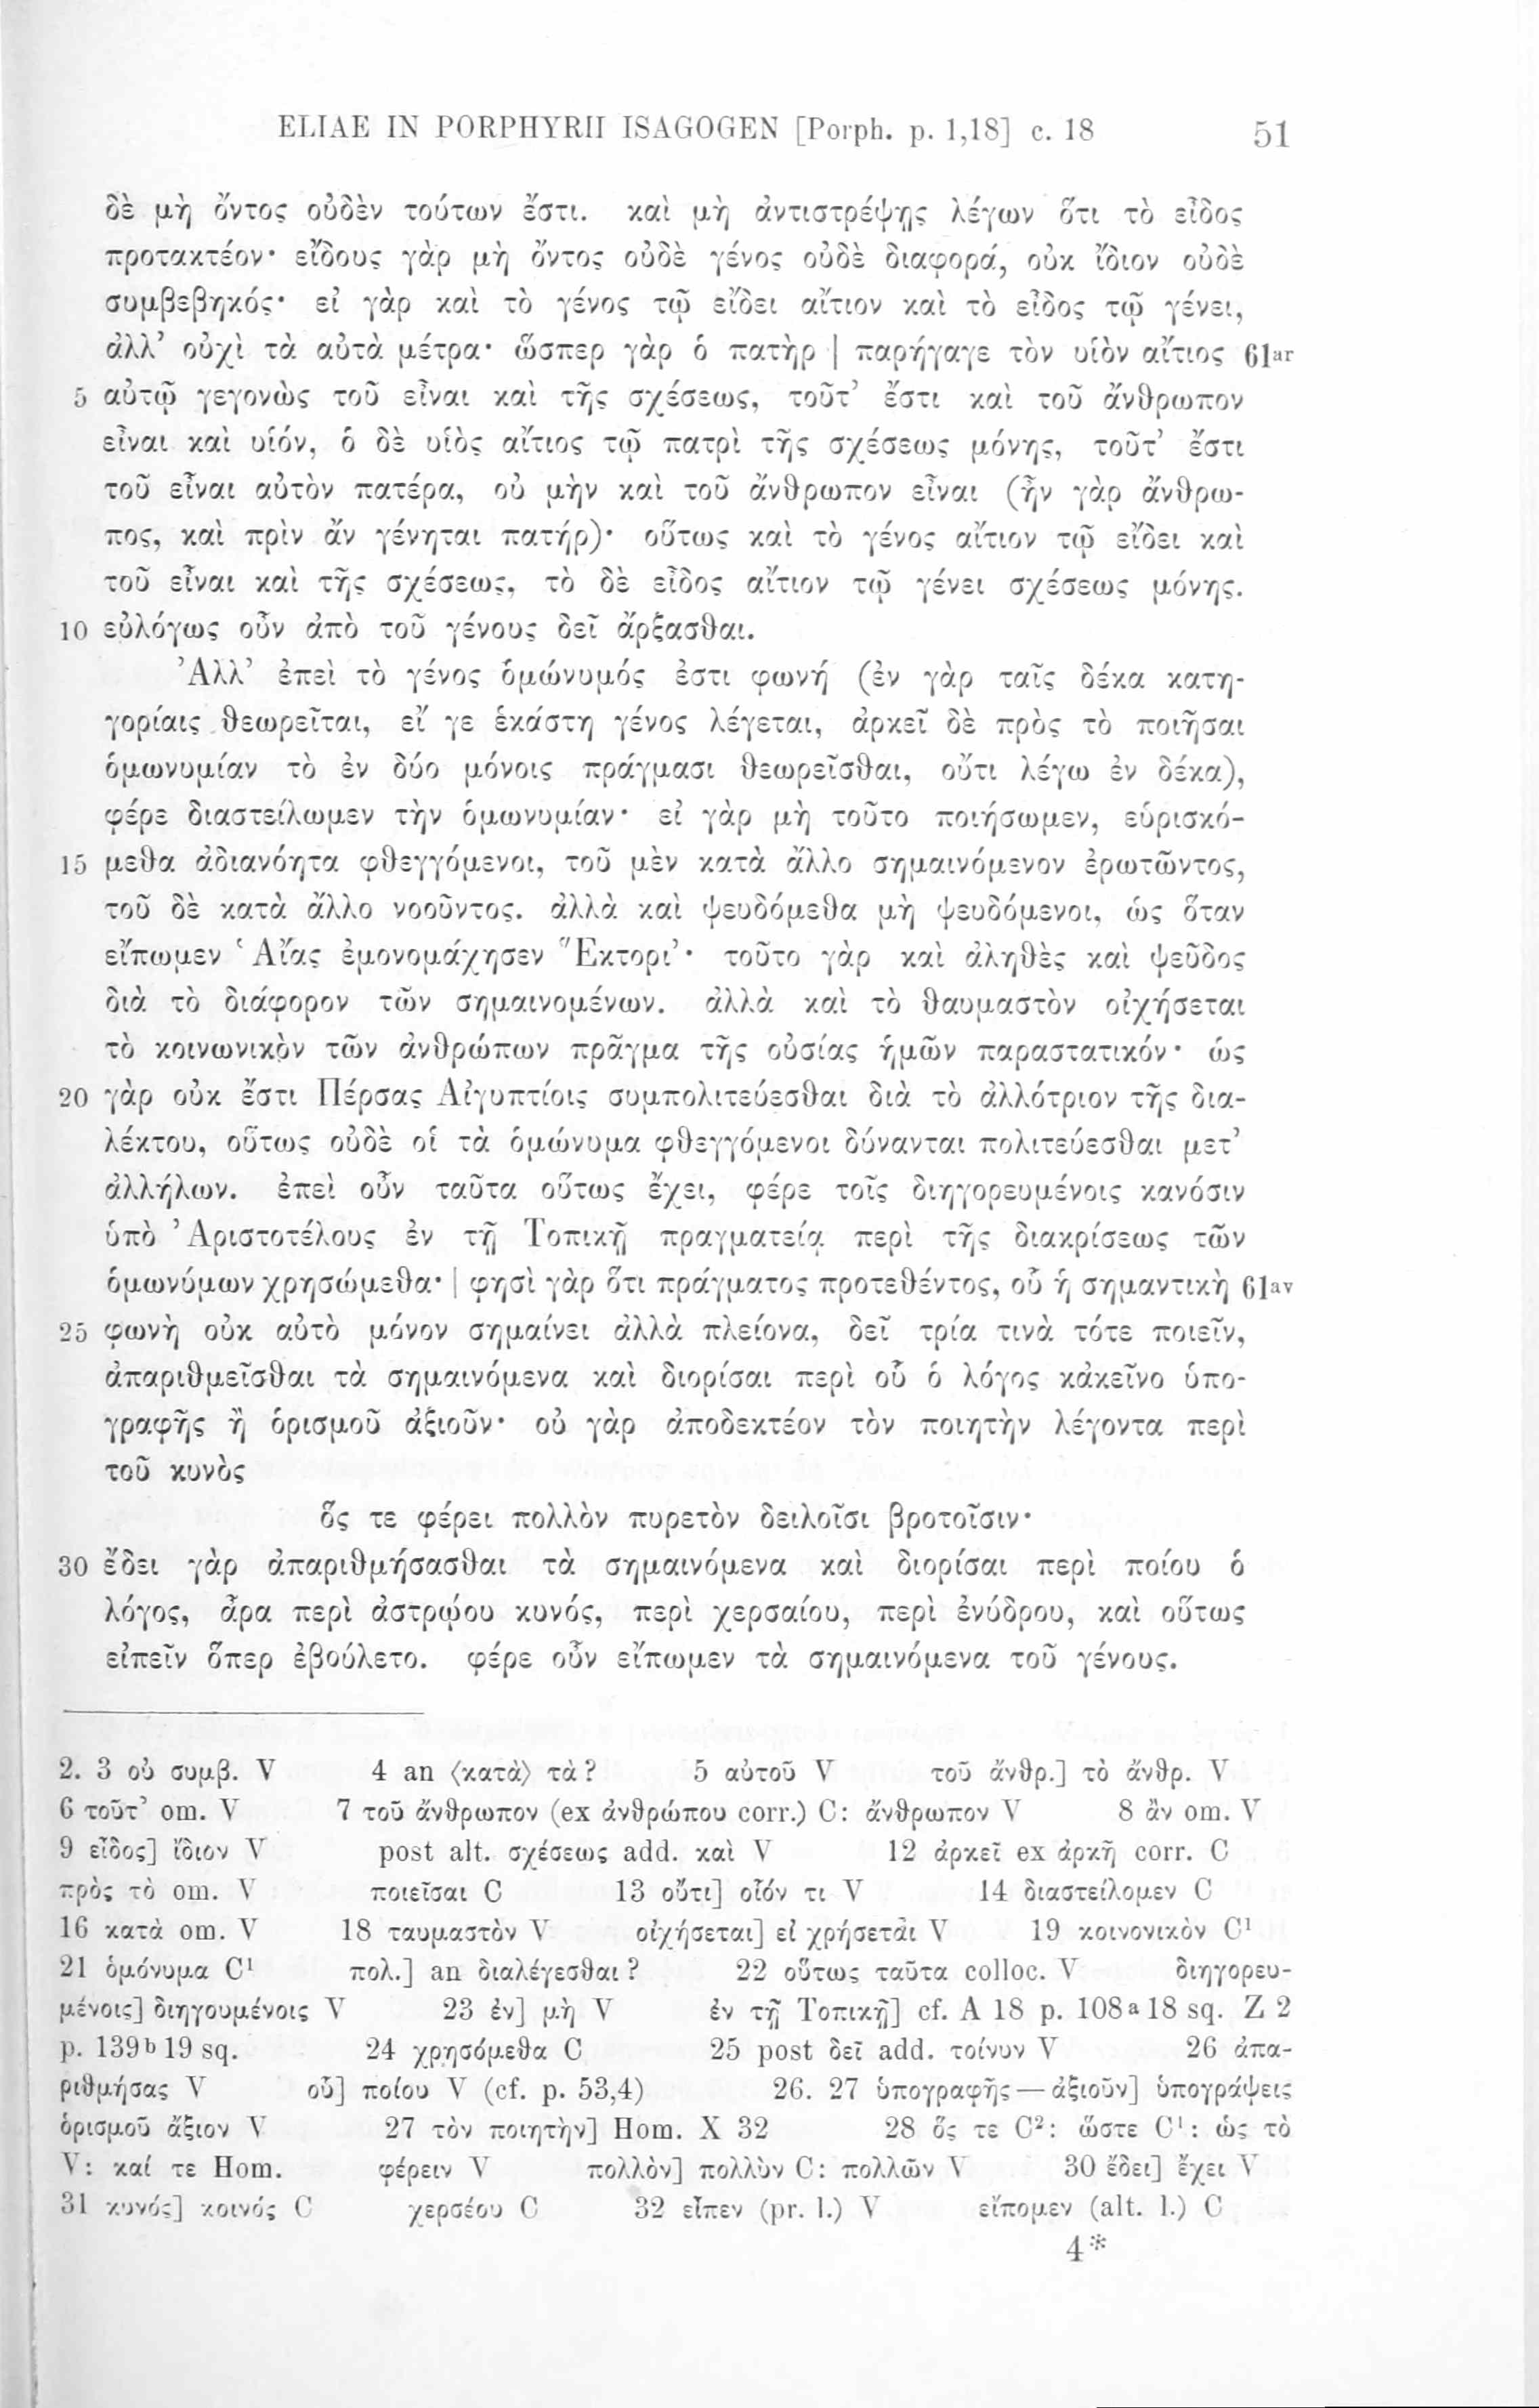 ELIAE IN PORPHYRII ISAGOGEN [Porph. p. 1,18] c. 18 51
δὲ μὴ ὄντος οὐδὲν τούτων ἔστι. καὶ μὴ ἀντιστρέψῃς λέγων ὅτι τὸ εἶδος
προτακτέον· εἴδους γὰρ μὴ ὄντος οὐδὲ γένος οὐδὲ διαφορά, οὐκ ἴδιον οὐδὲ
συμβεβηκός· εἰ γὰρ καὶ τὸ γένος τῷ εἴδει αἴτιον καὶ τὸ εἶδος τῷ γένει,
ἀλλ’ οὐχὶ τὰ αὐτὰ μέτρα· ὥσπερ γὰρ ὁ πατὴρ | παρήγαγε τὸν υἱὸν αἴτιος 61ar
5 αὐτῷ γεγονὼς τοῦ εἶναι καὶ τῆς σχέσεως, τοῦτ’ ἔστι καὶ τοῦ ἄνθρωπον
εἶναι καὶ υἱόν, ὁ δὲ υἱὸς αἴτιος τῷ πατρὶ τῆς σχέσεως μόνης, τοῦτ’ ἔστι
τοῦ εἶναι αὐτὸν πατέρα, οὐ μὴν καὶ τοῦ ἄνθρωπον εἶναι (ἦν γὰρ ἄνθρω-
πος, καὶ πρὶν ἂν γένηται πατήρ)· οὕτως καὶ τὸ γένος αἴτιον τῷ εἴδει καὶ
τοῦ εἶναι καὶ τῆς σχέσεως, τὸ δὲ εἶδος αἴτιον τῷ γένει σχέσεως μόνης.
10 εὐλόγως οὖν ἀπὸ τοῦ γένους δεῖ ἄρξασθαι.
Ἀλλ’ ἐπεὶ τὸ γένος ὁμώνυμός ἐστι φωνή (ἐν γὰρ ταῖς δέκα κατη-
γορίαις θεωρεῖται, εἴ γε ἑκάστη γένος λέγεται, ἀρκεῖ δὲ πρὸς τὸ ποιῆσαι
ὁμωνυμίαν τὸ ἐν δύο μόνοις πράγμασι θεωρεῖσθαι, οὔτι λέγω ἐν δέκα),
φέρε διαστείλωμεν τὴν ὁμωνυμίαν· εἰ γὰρ μὴ τοῦτο ποιήσωμεν, εὑρισκό-
15 μεθα ἀδιανόητα φθεγγόμενοι, τοῦ μὲν κατὰ ἄλλο σημαινόμενον ἐρωτῶντος,
τοῦ δὲ κατὰ ἄλλο νοοῦντος. ἀλλὰ καὶ ψευδόμεθα μὴ ψευδόμενοι, ὡς ὅταν
εἴπωμεν ‘Αἴας ἐμονομάχησεν Ἕκτορι’· τοῦτο γὰρ καὶ ἀληθὲς καὶ ψεῦδος
διὰ τὸ διάφορον τῶν σημαινομένων. ἀλλὰ καὶ τὸ θαυμαστὸν οἰχήσεται
τὸ κοινωνικὸν τῶν ἀνθρώπων πρᾶγμα τῆς οὐσίας ἡμῶν παραστατικόν· ὡς
20 γὰρ οὐκ ἔστι Πέρσας Αἰγυπτίοις συμπολιτεύεσθαι διὰ τὸ ἀλλότριον τῆς δια-
λέκτου, οὕτως οὐδὲ οἱ τὰ ὁμώνυμα φθεγγόμενοι δύνανται πολιτεύεσθαι μετ’
ἀλλήλων. ἐπεὶ οὖν ταῦτα οὕτως ἔχει, φέρε τοῖς διηγορευμένοις κανόσιν
ὑπὸ Ἀριστοτέλους ἐν τῇ Τοπικῇ πραγματείᾳ περὶ τῆς διακρίσεως τῶν
ὁμωνύμων χρησώμεθα· | φησὶ γὰρ ὅτι πράγματος προτεθέντος, οὗ ἡ σημαντικὴ 61av
25 φωνὴ οὐκ αὐτὸ μόνον σημαίνει ἀλλὰ πλείονα, δεῖ τρία τινὰ τότε ποιεῖν,
ἀπαριθμεῖσθαι τὰ σημαινόμενα καὶ διορίσαι περὶ οὗ ὁ λόγος κἀκεῖνο ὑπο-
γραφῆς ἢ ὁρισμοῦ ἀξιοῦν· οὐ γὰρ ἀποδεκτέον τὸν ποιητὴν λέγοντα περὶ
τοῦ κυνὸς
ὅς τε φέρει πολλὸν πυρετὸν δειλοῖσι βροτοῖσιν·
30 ἔδει γὰρ ἀπαριθμήσασθαι τὰ σημαινόμενα καὶ διορίσαι περὶ ποίου ὁ
λόγος, ἆρα περὶ ἀστρῴου κυνός, περὶ χερσαίου, περὶ ἐνύδρου, καὶ οὕτως
εἰπεῖν ὅπερ ἐβούλετο. φέρε οὖν εἴπωμεν τὰ σημαινόμενα τοῦ γένους.
2. 3 οὐ συμβ. V 4 an ⟨κατὰ⟩ τὰ? 5 αὐτοῦ V τοῦ ἄνθρ.] τὸ ἄνθρ. V
6 τοῦτ’ om. V 7 τοῦ ἄνθρωπον (ex ἀνθρώπου corr.) C: ἄνθρωπον V 8 ἂν om. V
9 εἶδος] ἴδιον V post alt. σχέσεως add. καὶ V 12 ἀρκεῖ ex ἀρκῆ corr. C
πρὸς τὸ om. V ποιεῖσαι C 13 οὔτι] οἷόν τι V 14 διαστείλομεν C
16 κατὰ om. V 18 ταυμαστὸν V οἰχήσεται] εἰ χρήσεται V 19 κοινονικὸν C¹
21 ὁμόνυμα C¹ πολ.] an διαλέγεσθαι? 22 οὕτως ταῦτα colloc. V διηγορευ-
μένοις] διηγουμένοις V 23 ἐν] μὴ V ἐν τῇ Τοπικῇ] cf. A 18 p. 108ᵃ18 sq. Z 2
p. 139ᵇ19 sq. 24 χρησόμεθα C 25 post δεῖ add. τοίνυν V 26 ἀπα-
ριθμήσας V οὗ] ποίου V (cf. p. 53,4) 26. 27 ὑπογραφῆς — ἀξιοῦν] ὑπογράψεις
ὁρισμοῦ ἄξιον V 27 τὸν ποιητὴν] Hom. X 32 28 ὅς τε C²: ὥστε C¹: ὡς τὸ
V: καί τε Hom. φέρειν V πολλὸν] πολλὺν C: πολλῶν V 30 ἔδει] ἔχει V
31 κυνός] κοινός C χερσέου C 32 εἶπεν (pr. l.) V εἴπομεν (alt. l.) C
4*